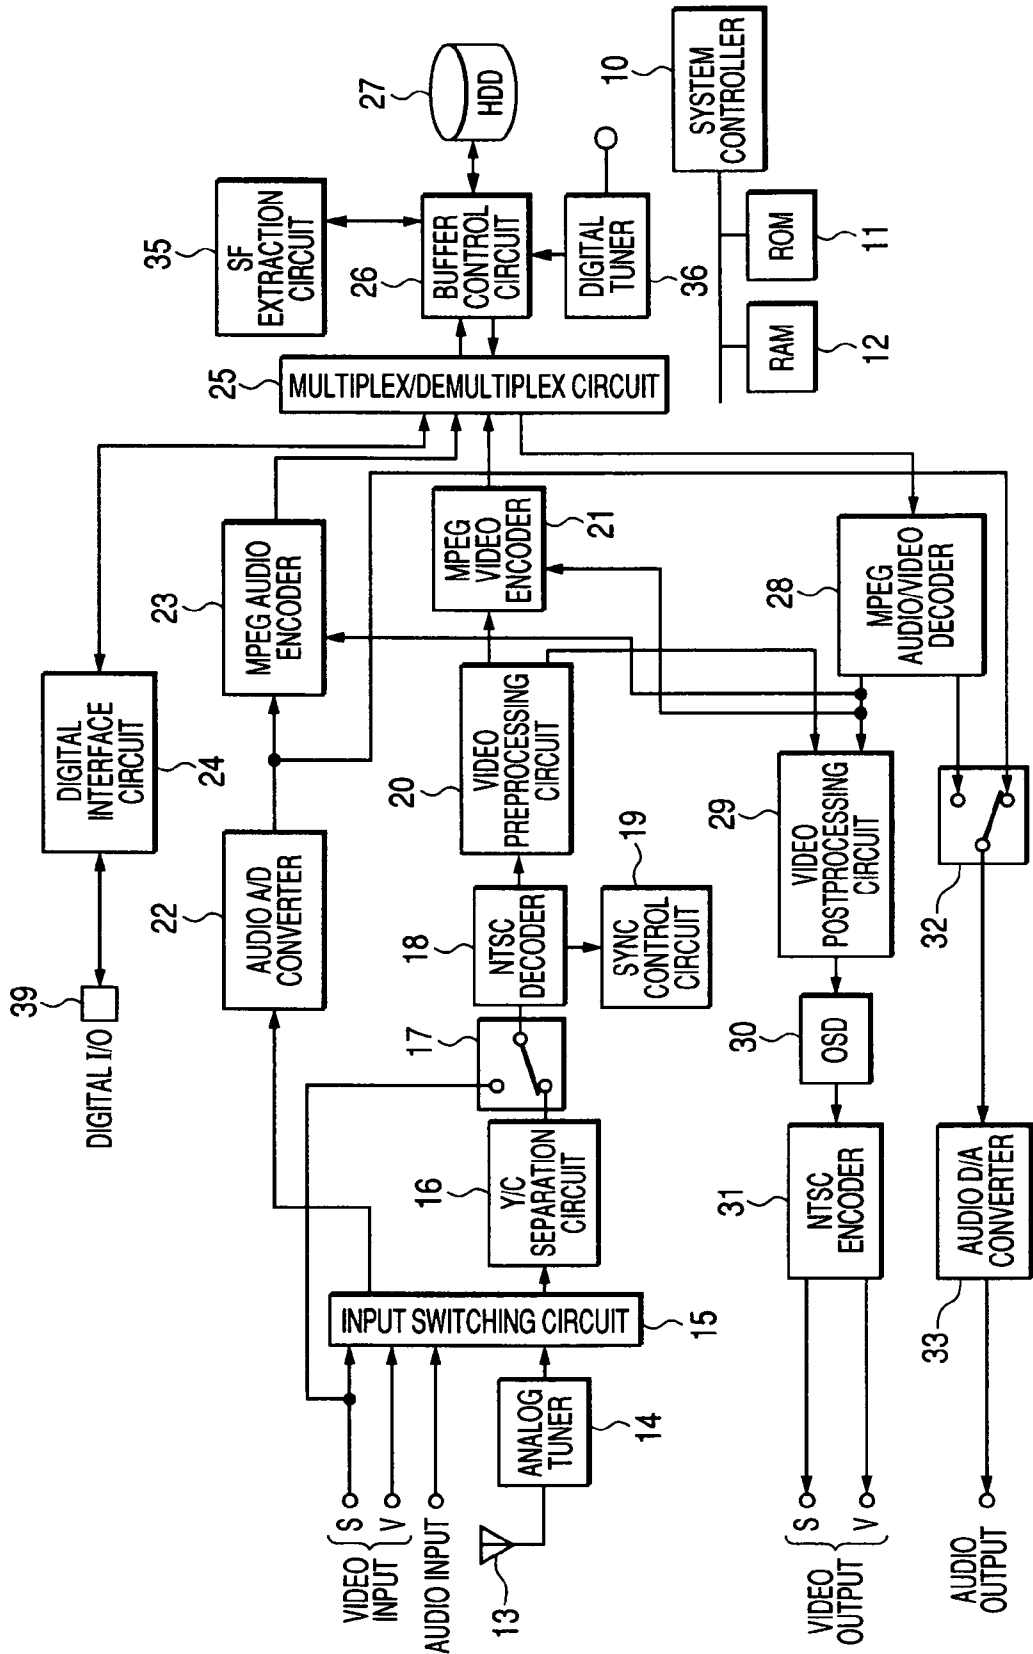 DIGITAL I/O
39
DIGITAL
INTERFACE
CIRCUIT
24
VIDEO
INPUT
S
V
AUDIO INPUT
13
ANALOG
TUNER
14
INPUT SWITCHING CIRCUIT
15
Y/C
SEPARATION
CIRCUIT
16
17
NTSC
DECODER
18
SYNC
CONTROL
CIRCUIT
19
VIDEO
PREPROCESSING
CIRCUIT
20
MPEG
VIDEO
ENCODER
21
AUDIO A/D
CONVERTER
22
MPEG AUDIO
ENCODER
23
MULTIPLEX/DEMULTIPLEX CIRCUIT
25
SF
EXTRACTION
CIRCUIT
35
BUFFER
CONTROL
CIRCUIT
26
HDD
27
DIGITAL
TUNER
36
SYSTEM
CONTROLLER
10
ROM
11
RAM
12
MPEG
AUDIO/VIDEO
DECODER
28
VIDEO
POSTPROCESSING
CIRCUIT
29
OSD
30
NTSC
ENCODER
31
VIDEO
OUTPUT
S
V
32
AUDIO D/A
CONVERTER
33
AUDIO
OUTPUT